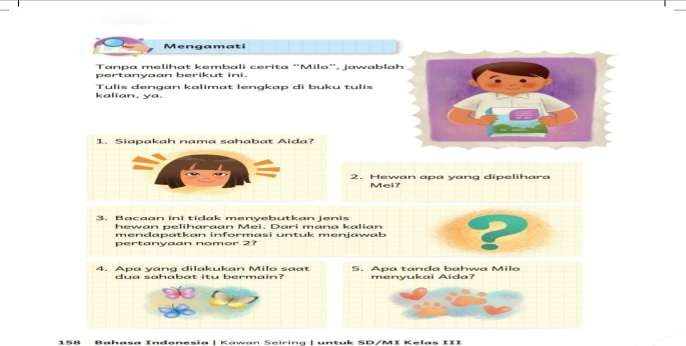 Mengamati
Tanpa melihat kembali cerita “Milo”, jawablah
pertanyaan berikut ini.
Tulis dengan kalimat lengkap di buku tulis
kalian, ya.
1. Siapakah nama sahabat Aida?
2. Hewan apa yang dipelihara
Mei?
3. Bacaan ini tidak menyebutkan jenis
hewan peliharaan Mei. Dari mana kalian
mendapatkan informasi untuk menjawab
pertanyaan nomor 2?
4. Apa yang dilakukan Milo saat
dua sahabat itu bermain?
5. Apa tanda bahwa Milo
menyukai Aida?
158 Bahasa Indonesia | Kawan Seiring | untuk SD/MI Kelas III